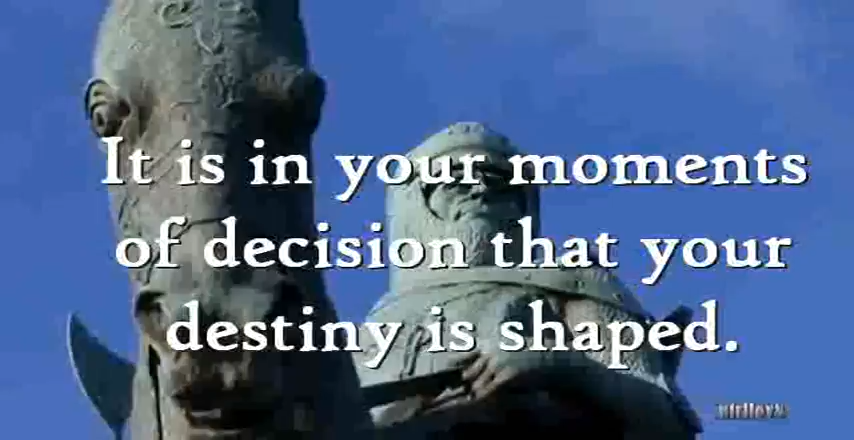 It is in your moments
of decision that your
destiny is shaped.